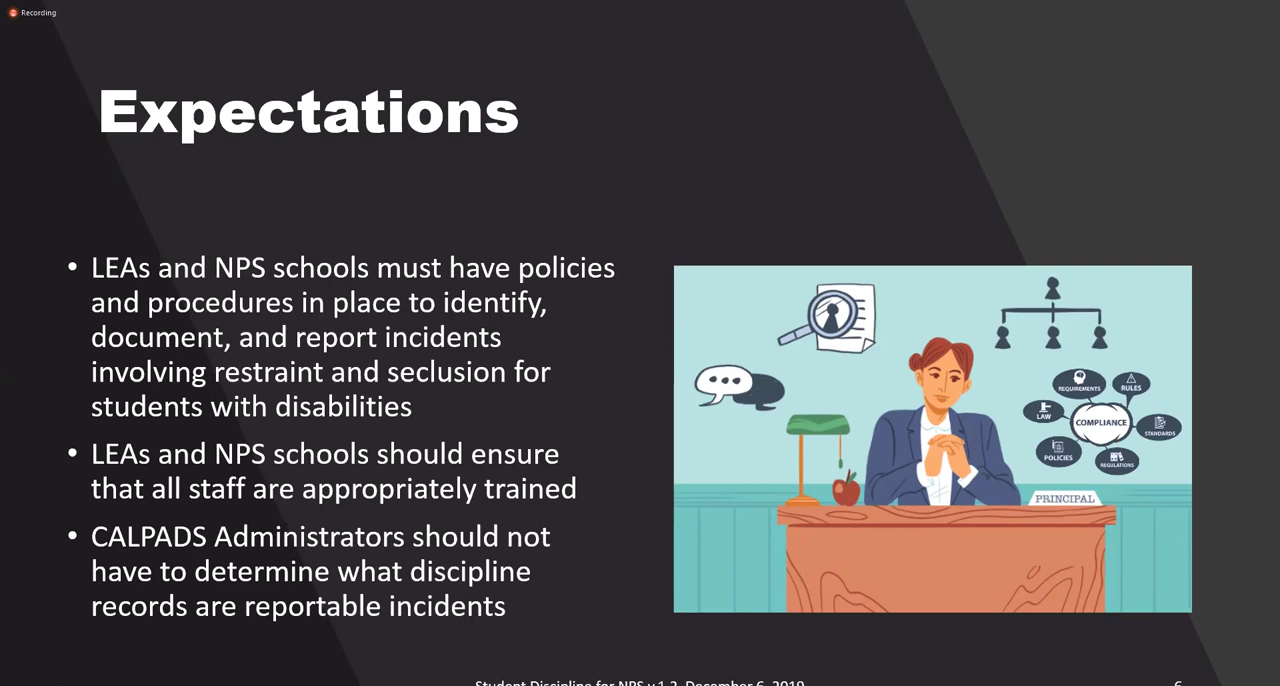 Recording
Expectations
• LEAs and NPS schools must have policies
and procedures in place to identify,
document, and report incidents
involving restraint and seclusion for
students with disabilities
• LEAs and NPS schools should ensure
that all staff are appropriately trained
• CALPADS Administrators should not
have to determine what discipline
records are reportable incidents
REQUIREMENTS
RULES
LAW
COMPLIANCE
STANDARDS
POLICIES
REGULATIONS
PRINCIPAL
Student Discipline for NPS v.1.2, December 6, 2019
6